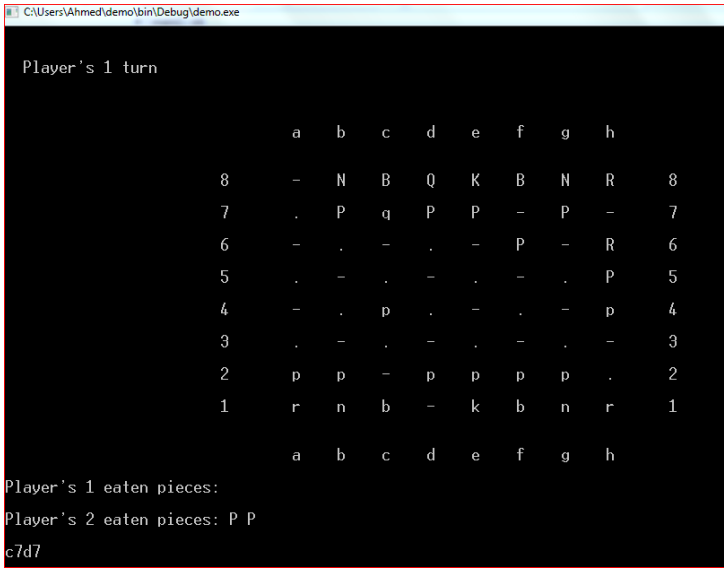 C:\Users\Ahmed\demo\bin\Debug\demo.exe
Player's 1 turn
a b c d e f g h
8 - N B Q K B N R 8
7 . P q P P - P - 7
6 - . - . - P - R 6
5 . - . - . - . P 5
4 - . p . - . - p 4
3 . - . - . - . - 3
2 p p - p p p p . 2
1 r n b - k b n r 1
a b c d e f g h
Player's 1 eaten pieces:
Player's 2 eaten pieces: P P
c7d7